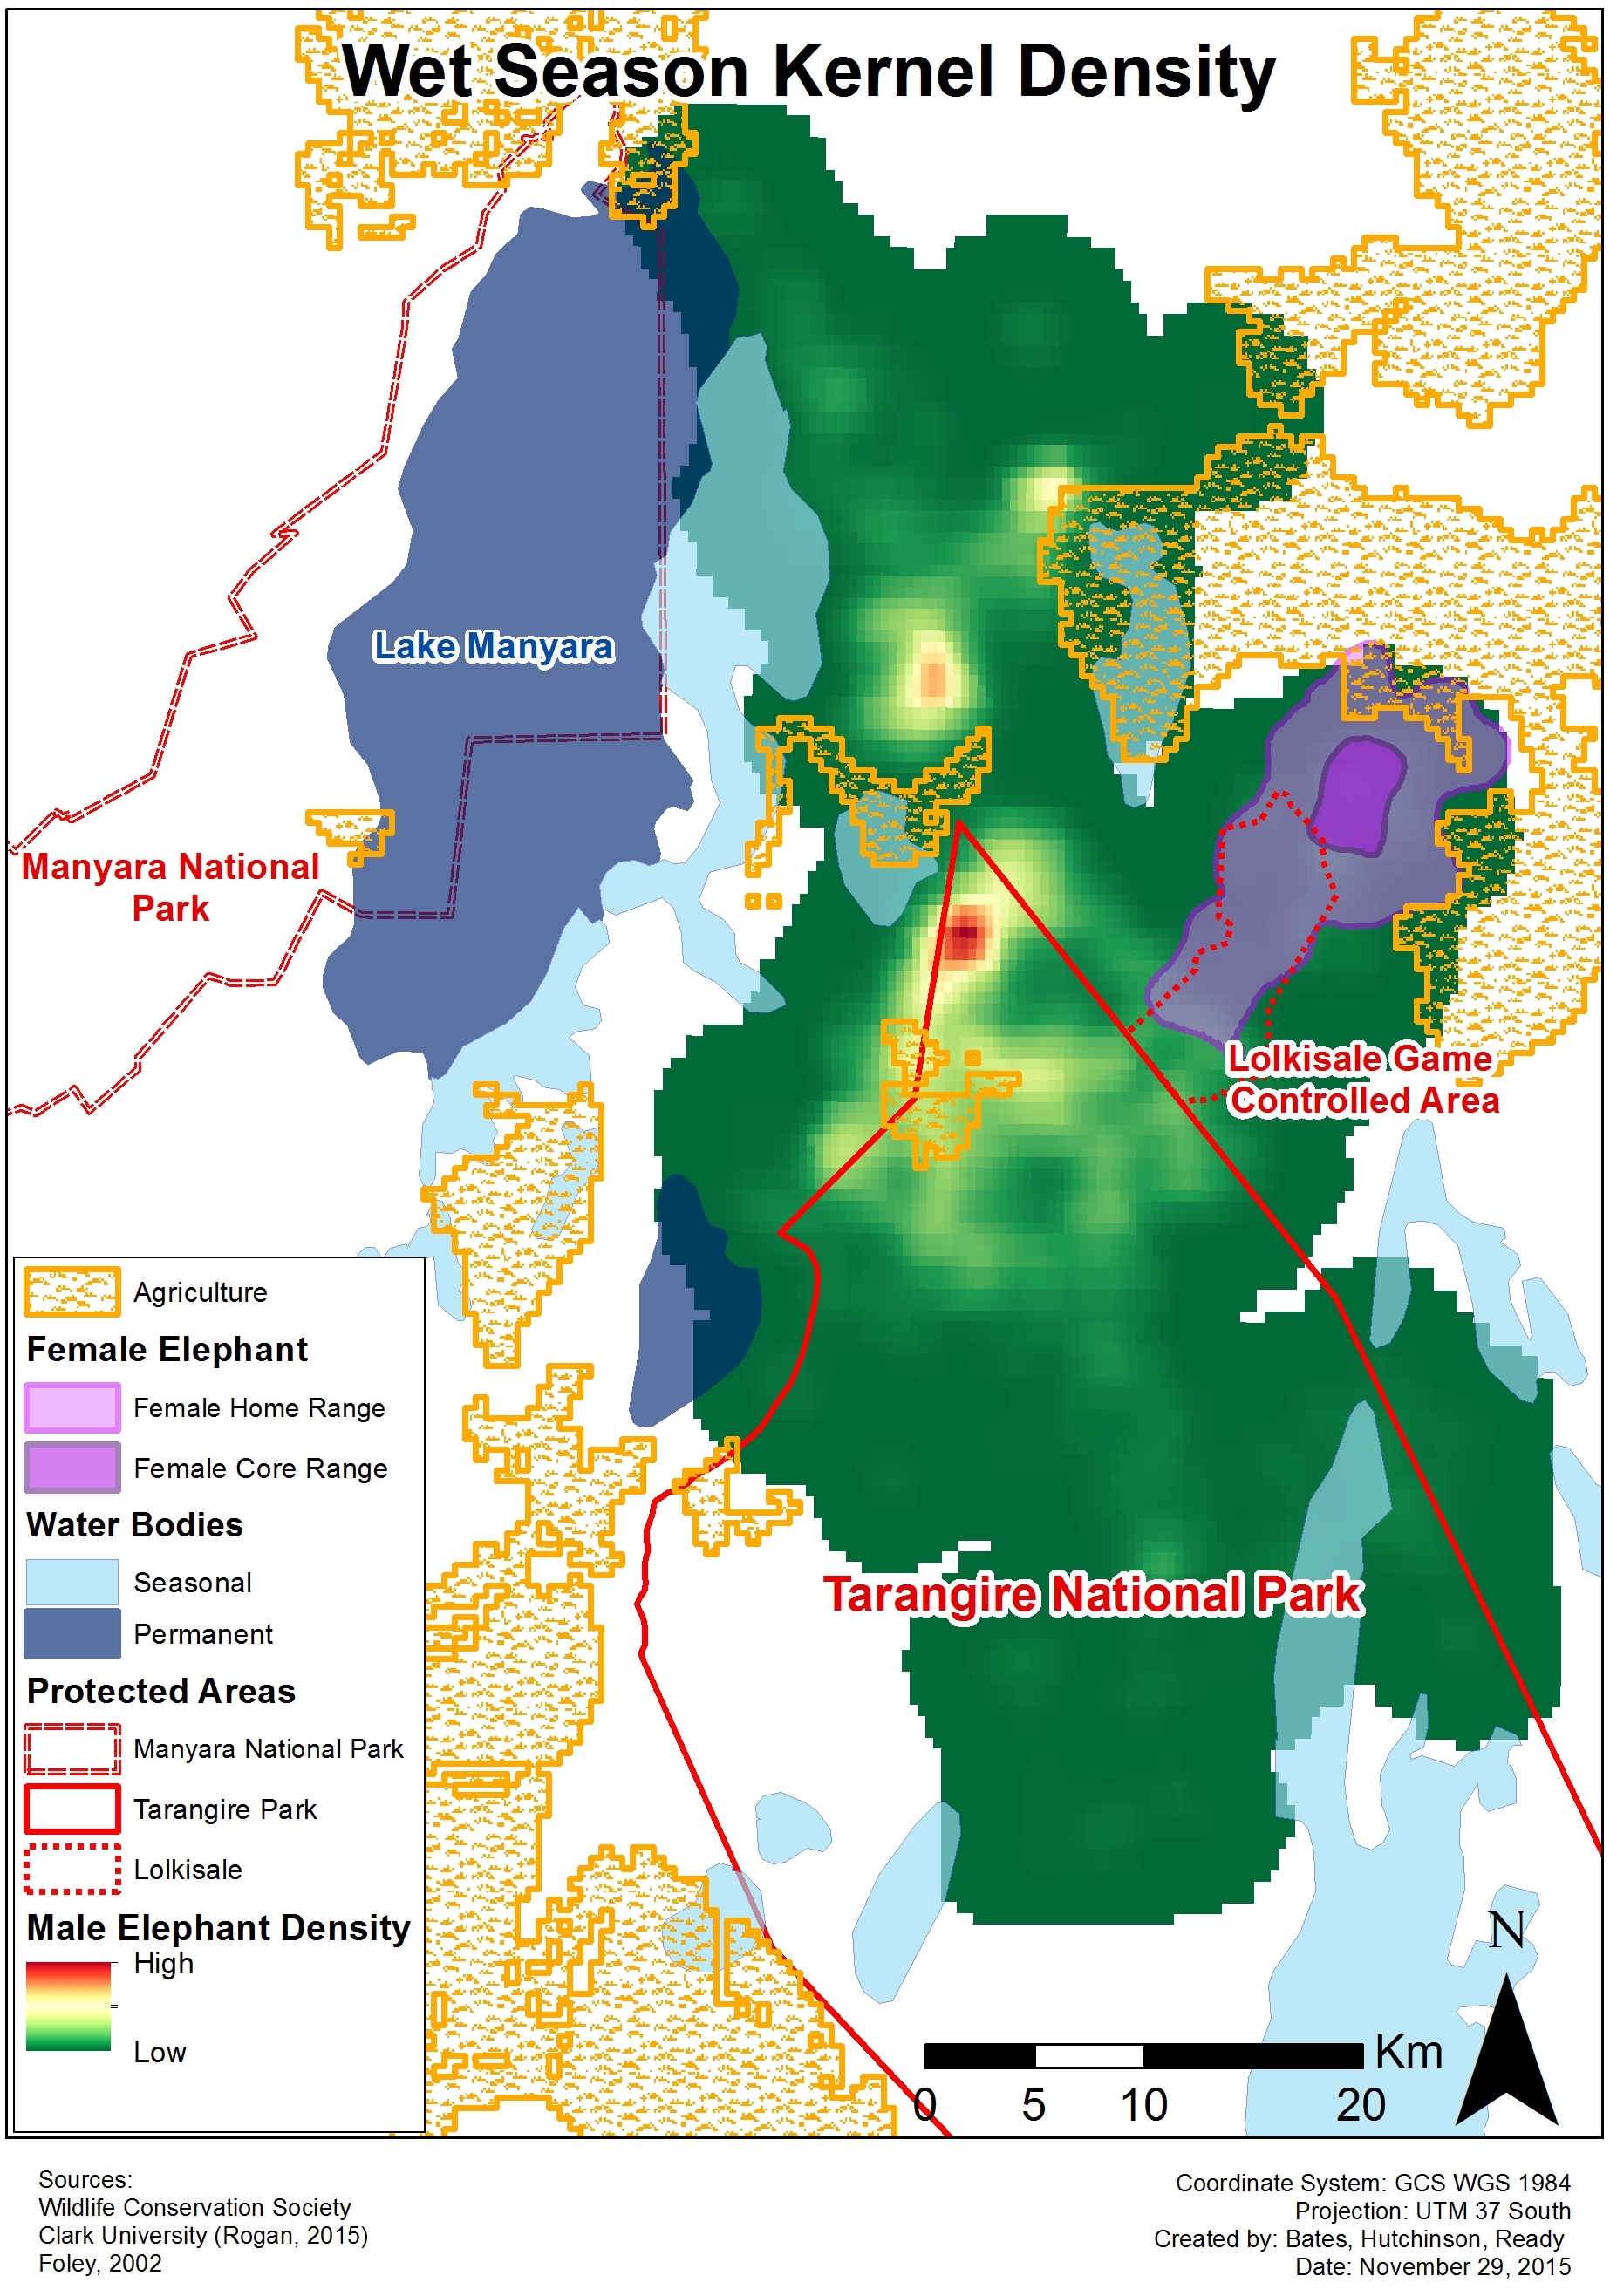 Wet Season Kernel Density
Lake Manyara
Manyara National
Park
Lolkisale Game
Controlled Area
Tarangire National Park
Agriculture
Female Elephant
Female Home Range
Female Core Range
Water Bodies
Seasonal
Permanent
Protected Areas
Manyara National Park
Tarangire Park
Lolkisale
Male Elephant Density
High
Low
N
Km
0 5 10 20
Sources:
Wildlife Conservation Society
Clark University (Rogan, 2015)
Foley, 2002
Coordinate System: GCS WGS 1984
Projection: UTM 37 South
Created by: Bates, Hutchinson, Ready
Date: November 29, 2015